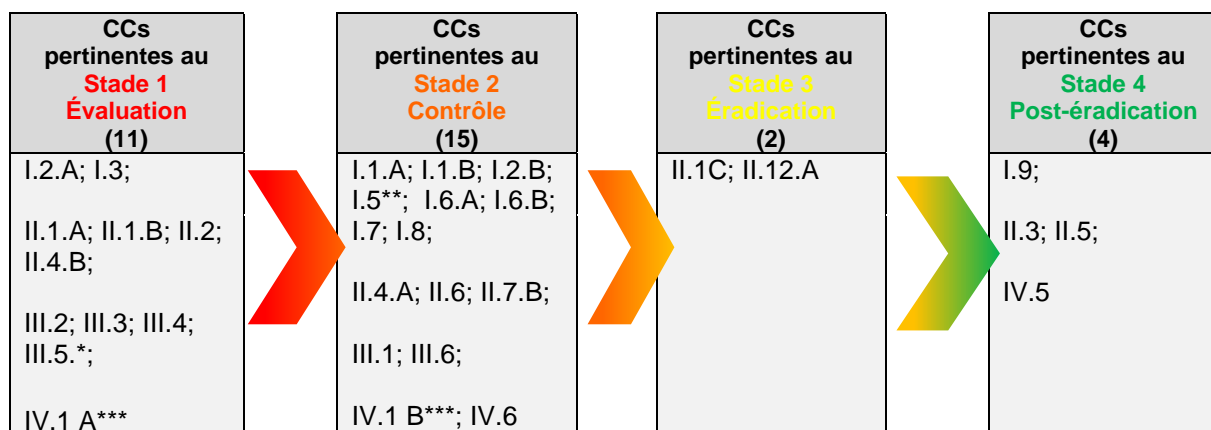 CCs
pertinentes au
Stade 1
Évaluation
(11)
I.2.A; I.3;
II.1.A; II.1.B; II.2;
II.4.B;
III.2; III.3; III.4;
III.5.*;
IV.1 A***
CCs
pertinentes au
Stade 2
Contrôle
(15)
I.1.A; I.1.B; I.2.B;
I.5**; I.6.A; I.6.B;
I.7; I.8;
II.4.A; II.6; II.7.B;
III.1; III.6;
IV.1 B***; IV.6
CCs
pertinentes au
Stade 3
Éradication
(2)
II.1C; II.12.A
CCs
pertinentes au
Stade 4
Post-éradication
(4)
I.9;
II.3; II.5;
IV.5